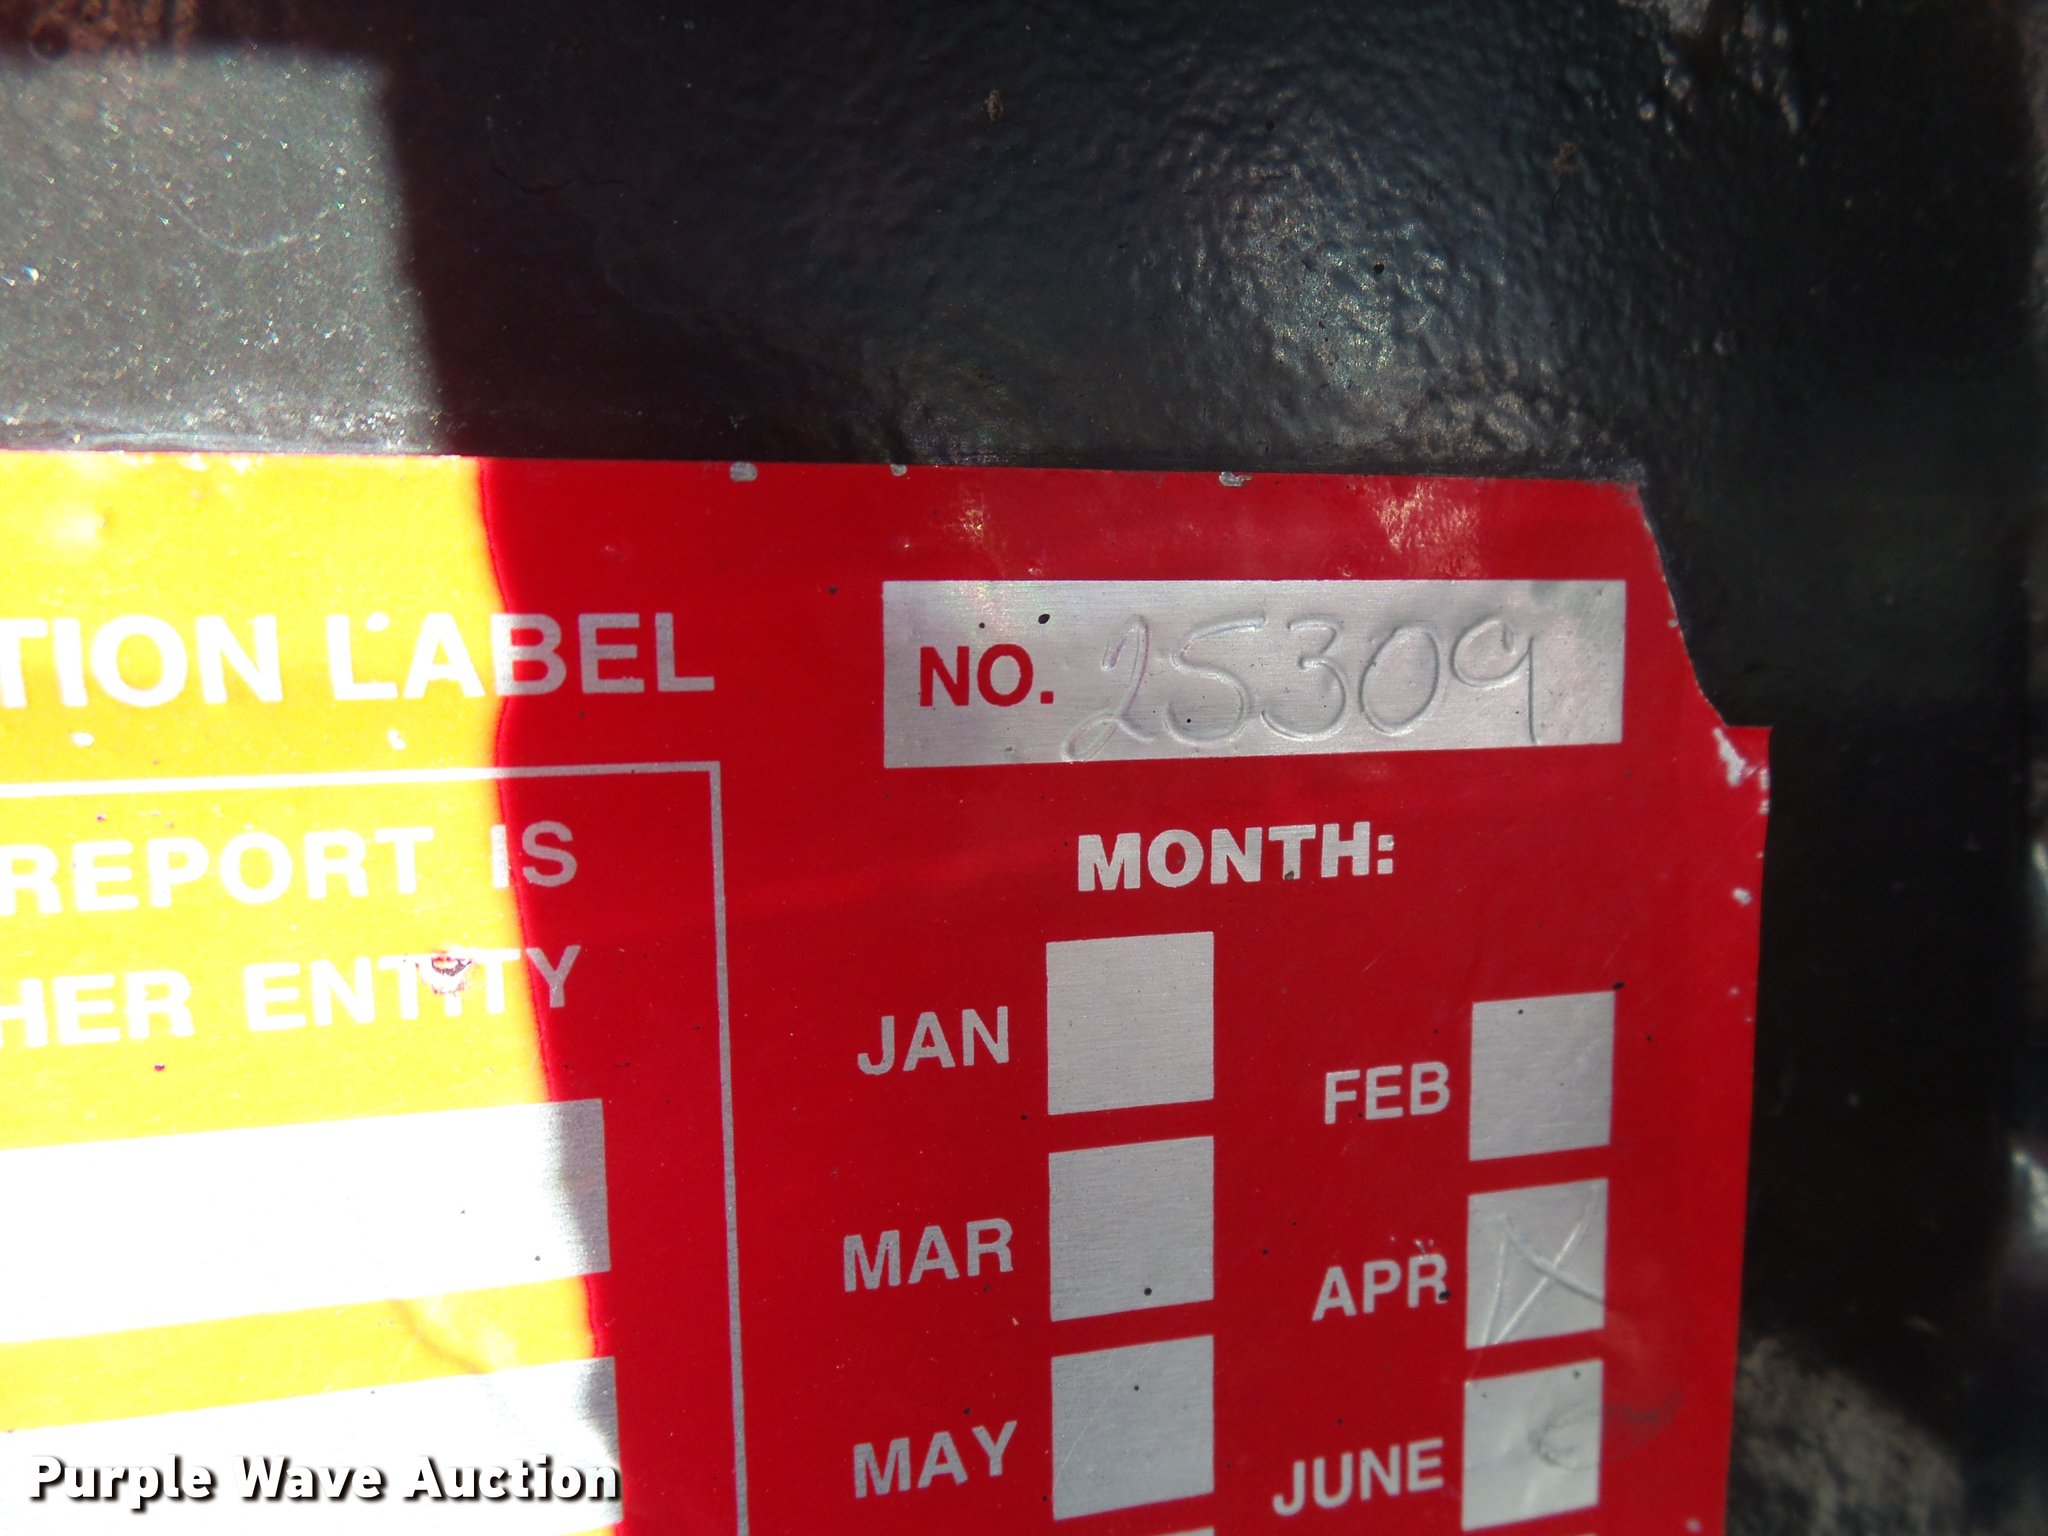 TION LABEL
NO. 25309
REPORT IS
HER ENTITY
MONTH:
JAN
FEB
MAR
APR X
MAY
JUNE
Purple Wave Auction